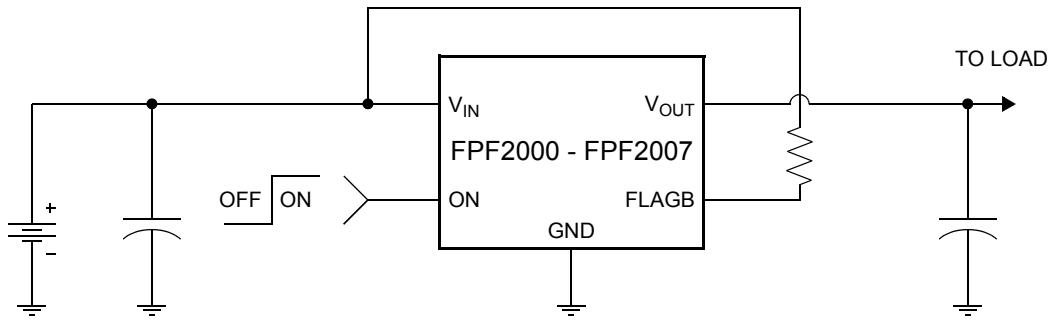 TO LOAD
VIN
VOUT
FPF2000 - FPF2007
OFF
ON
ON
FLAGB
GND
+
–